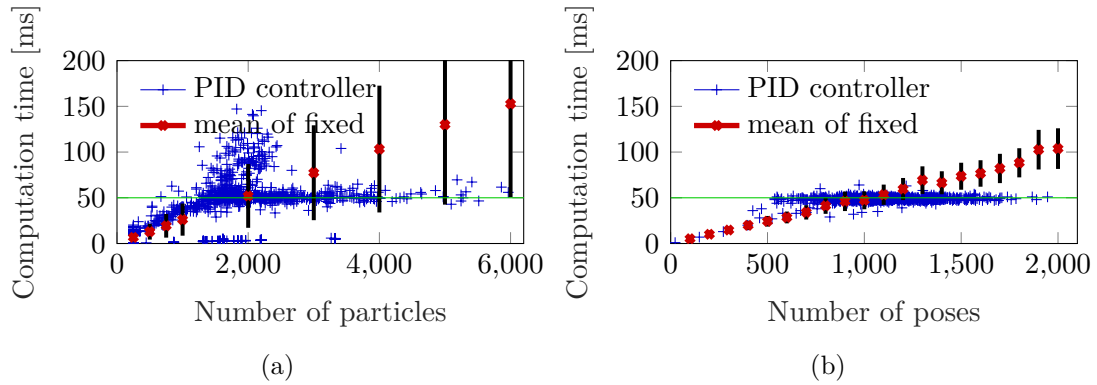 Computation time [ms]
200
150
100
50
0
PID controller
mean of fixed
0 2,000 4,000 6,000
Number of particles
(a)
Computation time [ms]
200
150
100
50
0
PID controller
mean of fixed
0 500 1,000 1,500 2,000
Number of poses
(b)